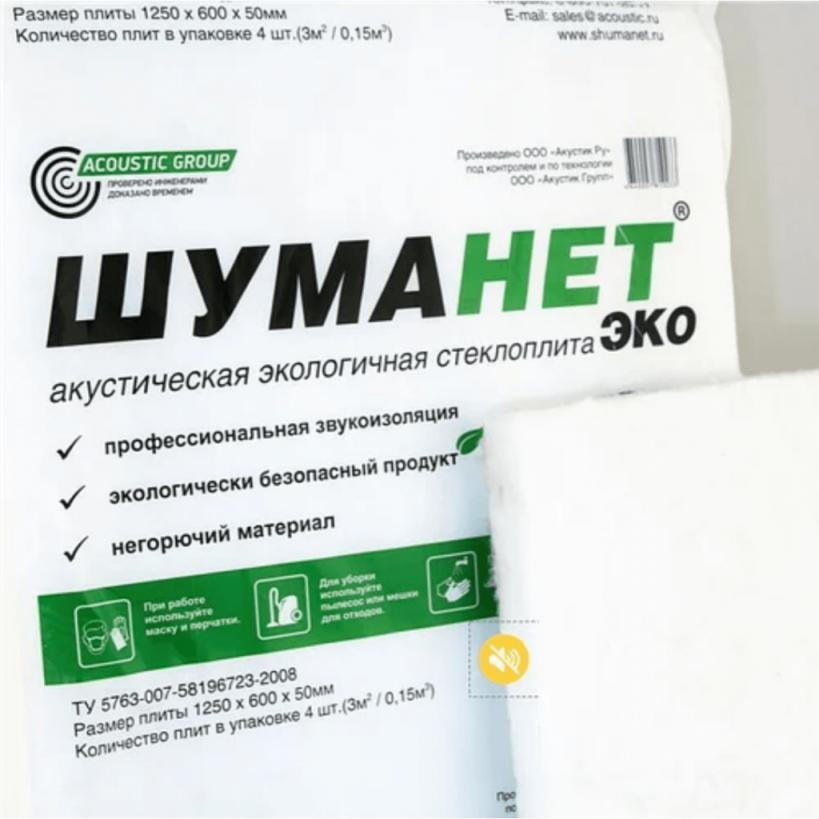 Размер плиты 1250 x 600 x 50мм
Количество плит в упаковке 4 шт.(3м² / 0,15м³)
E-mail: sales@acoustic.ru
www.shumanet.ru
ACOUSTIC GROUP
ПРОВЕРЕНО ИНЖЕНЕРАМИ
ДОКАЗАНО ВРЕМЕНЕМ
Произведено ООО «Акустик Ру»
под контролем и по технологии
ООО «Акустик Групп»
ШУМАНЕТ®
ЭКО
акустическая экологичная стеклоплита
✓ профессиональная звукоизоляция
✓ экологически безопасный продукт
✓ негорючий материал
При работе
используйте
маску и перчатки.
Для уборки
используйте
пылесос или мешки
для отходов.
ТУ 5763-007-58196723-2008
Размер плиты 1250 x 600 x 50мм
Количество плит в упаковке 4 шт.(3м² / 0,15м³)